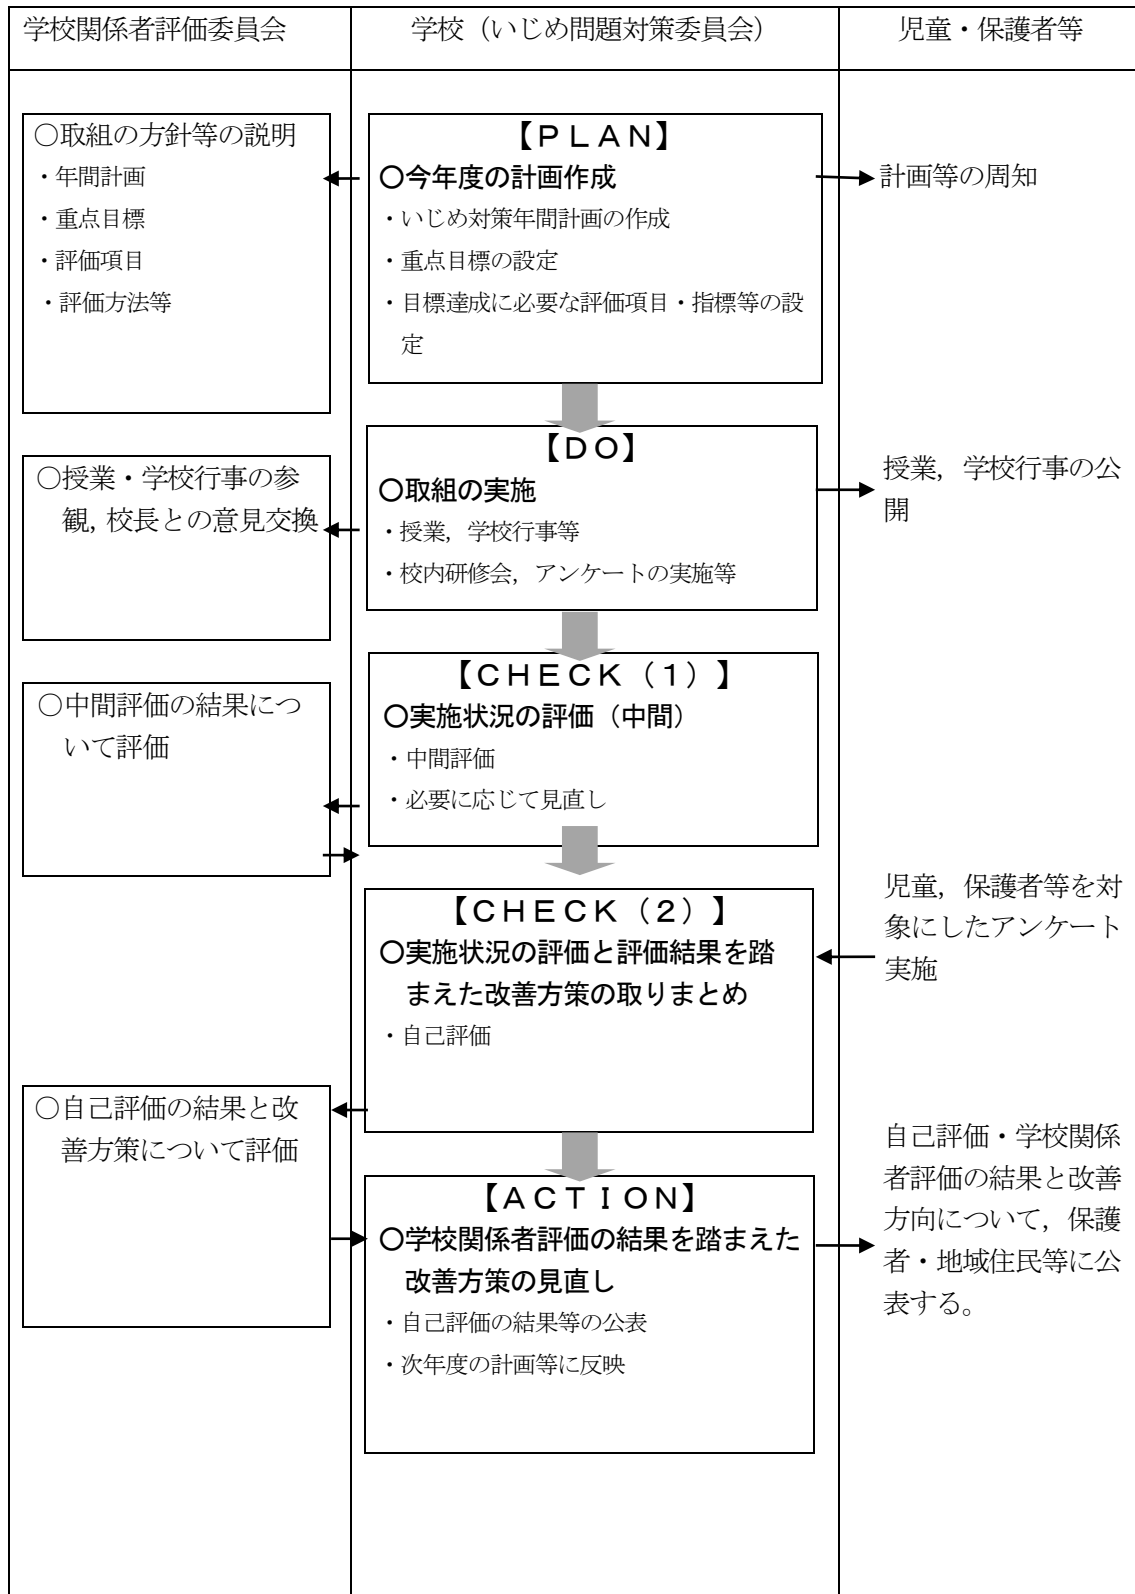 学校関係者評価委員会
学校（いじめ問題対策委員会）
児童・保護者等
○取組の方針等の説明
・年間計画
・重点目標
・評価項目
・評価方法等
【ＰＬＡＮ】
○今年度の計画作成
・いじめ対策年間計画の作成
・重点目標の設定
・目標達成に必要な評価項目・指標等の設
定
計画等の周知
○授業・学校行事の参
観，校長との意見交換
【ＤＯ】
○取組の実施
・授業，学校行事等
・校内研修会，アンケートの実施等
授業，学校行事の公
開
○中間評価の結果につ
いて評価
【ＣＨＥＣＫ（１）】
○実施状況の評価（中間）
・中間評価
・必要に応じて見直し
【ＣＨＥＣＫ（２）】
○実施状況の評価と評価結果を踏
まえた改善方策の取りまとめ
・自己評価
児童，保護者等を対
象にしたアンケート
実施
○自己評価の結果と改
善方策について評価
【ＡＣＴＩＯＮ】
○学校関係者評価の結果を踏まえた
改善方策の見直し
・自己評価の結果等の公表
・次年度の計画等に反映
自己評価・学校関係
者評価の結果と改善
方向について，保護
者・地域住民等に公
表する。